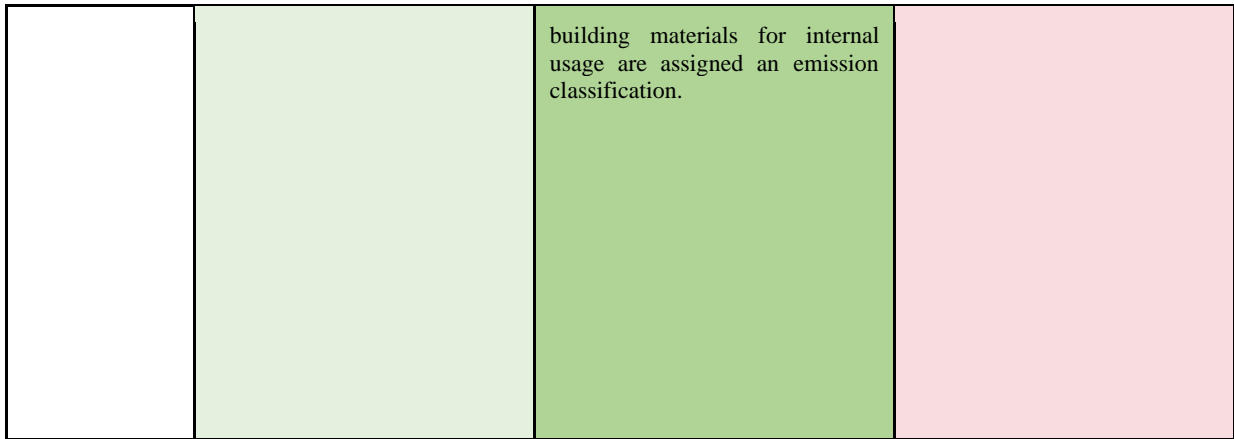 building materials for internal
usage are assigned an emission
classification.